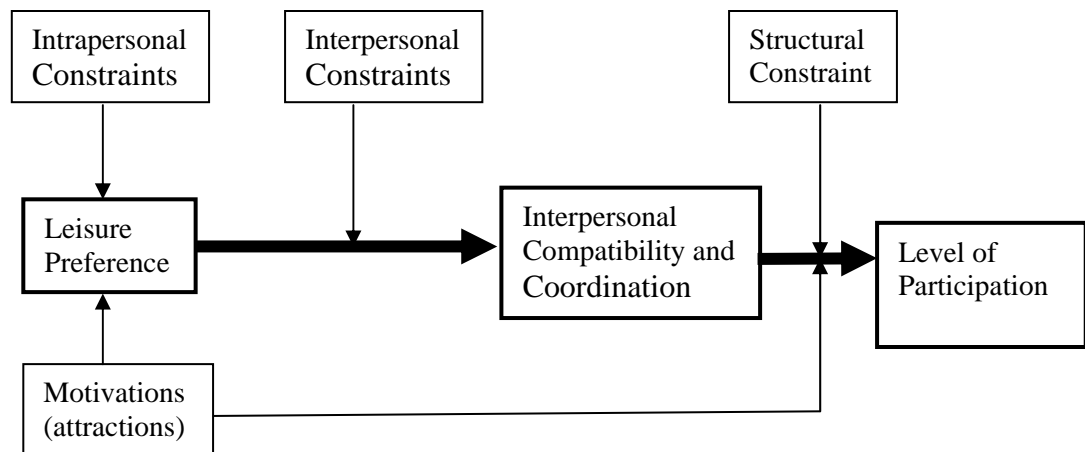 Intrapersonal
Constraints
Interpersonal
Constraints
Structural
Constraint
Leisure
Preference
Interpersonal
Compatibility and
Coordination
Level of
Participation
Motivations
(attractions)